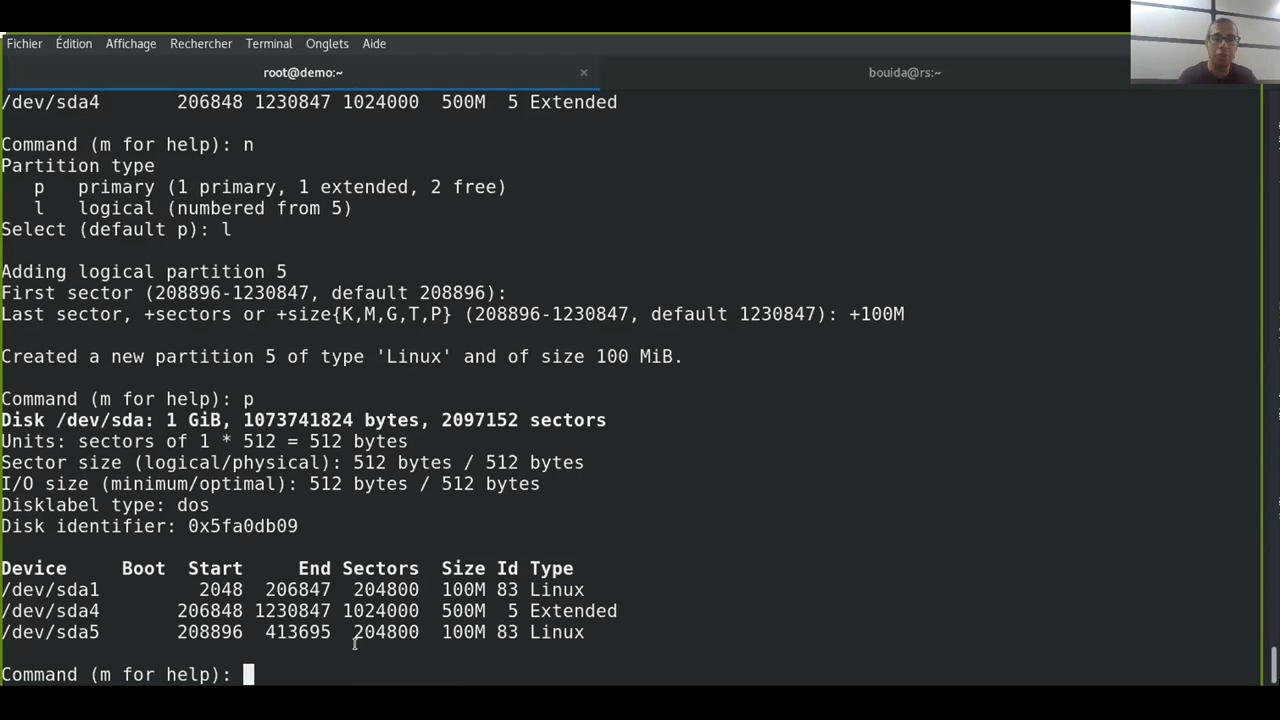 Fichier Édition Affichage Rechercher Terminal Onglets Aide
root@demo:~ × bouida@rs:~
/dev/sda4 206848 1230847 1024000 500M 5 Extended
Command (m for help): n
Partition type
p primary (1 primary, 1 extended, 2 free)
l logical (numbered from 5)
Select (default p): l
Adding logical partition 5
First sector (208896-1230847, default 208896):
Last sector, +sectors or +size{K,M,G,T,P} (208896-1230847, default 1230847): +100M
Created a new partition 5 of type 'Linux' and of size 100 MiB.
Command (m for help): p
Disk /dev/sda: 1 GiB, 1073741824 bytes, 2097152 sectors
Units: sectors of 1 * 512 = 512 bytes
Sector size (logical/physical): 512 bytes / 512 bytes
I/O size (minimum/optimal): 512 bytes / 512 bytes
Disklabel type: dos
Disk identifier: 0x5fa0db09
Device Boot Start End Sectors Size Id Type
/dev/sda1 2048 206847 204800 100M 83 Linux
/dev/sda4 206848 1230847 1024000 500M 5 Extended
/dev/sda5 208896 413695 204800 100M 83 Linux
Command (m for help):